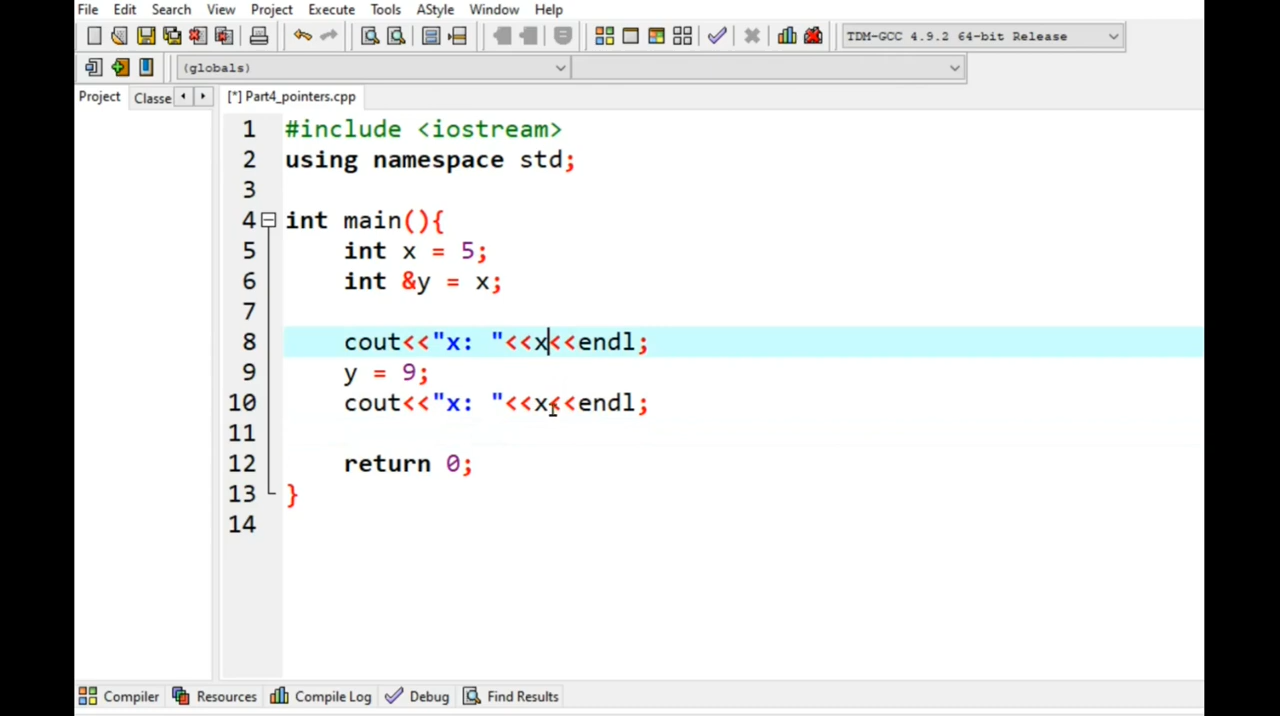 File Edit Search View Project Execute Tools AStyle Window Help
TDM-GCC 4.9.2 64-bit Release
(globals)
Project Classe [*] Part4_pointers.cpp
1 #include <iostream>
2 using namespace std;
3
4 int main(){
5 int x = 5;
6 int &y = x;
7
8 cout<<"x: "<<x<<endl;
9 y = 9;
10 cout<<"x: "<<x<<endl;
11
12 return 0;
13 }
14
Compiler Resources Compile Log Debug Find Results